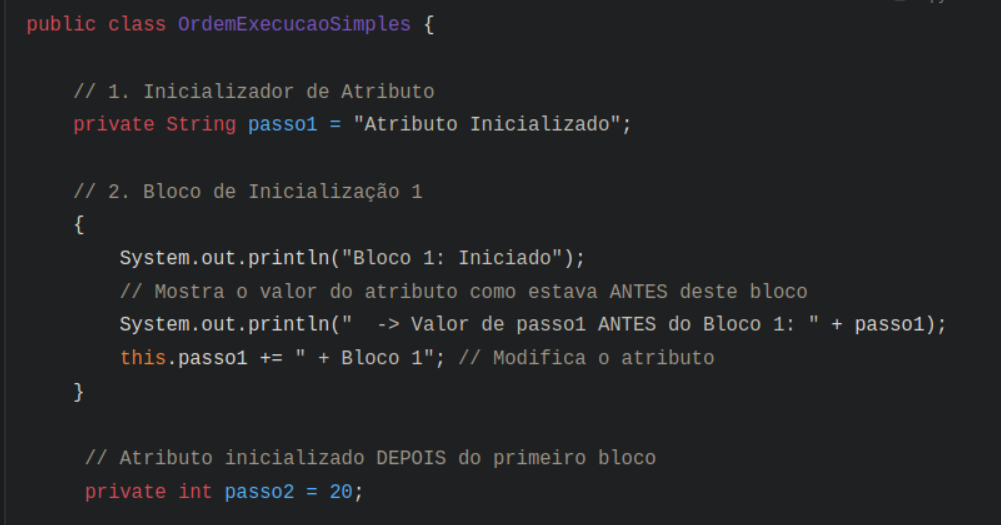 public class OrdemExecucaoSimples {
// 1. Inicializador de Atributo
private String passo1 = "Atributo Inicializado";
// 2. Bloco de Inicialização 1
{
System.out.println("Bloco 1: Iniciado");
// Mostra o valor do atributo como estava ANTES deste bloco
System.out.println("  -> Valor de passo1 ANTES do Bloco 1: " + passo1);
this.passo1 += " + Bloco 1"; // Modifica o atributo
}
// Atributo inicializado DEPOIS do primeiro bloco
private int passo2 = 20;